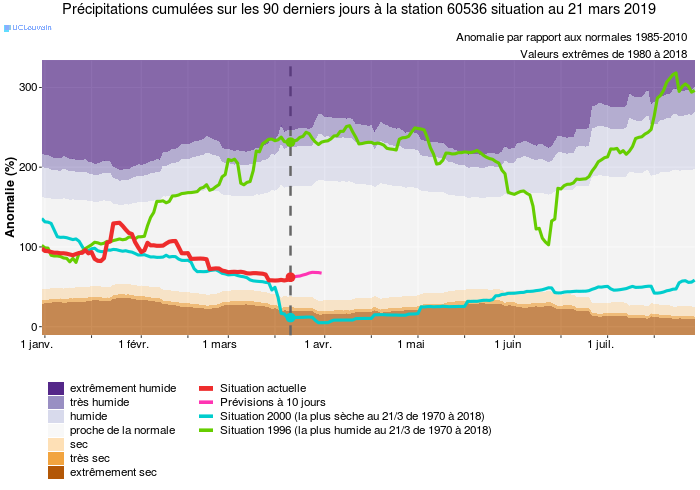 Précipitations cumulées sur les 90 derniers jours à la station 60536 situation au 21 mars 2019
UCLouvain
Anomalie par rapport aux normales 1985-2010
Valeurs extrêmes de 1980 à 2018
Anomalie (%)
300
200
100
0
1 janv. 1 févr. 1 mars 1 avr. 1 mai 1 juin 1 juil.
extrêmement humide
très humide
humide
proche de la normale
sec
très sec
extrêmement sec
Situation actuelle
Prévisions à 10 jours
Situation 2000 (la plus sèche au 21/3 de 1970 à 2018)
Situation 1996 (la plus humide au 21/3 de 1970 à 2018)